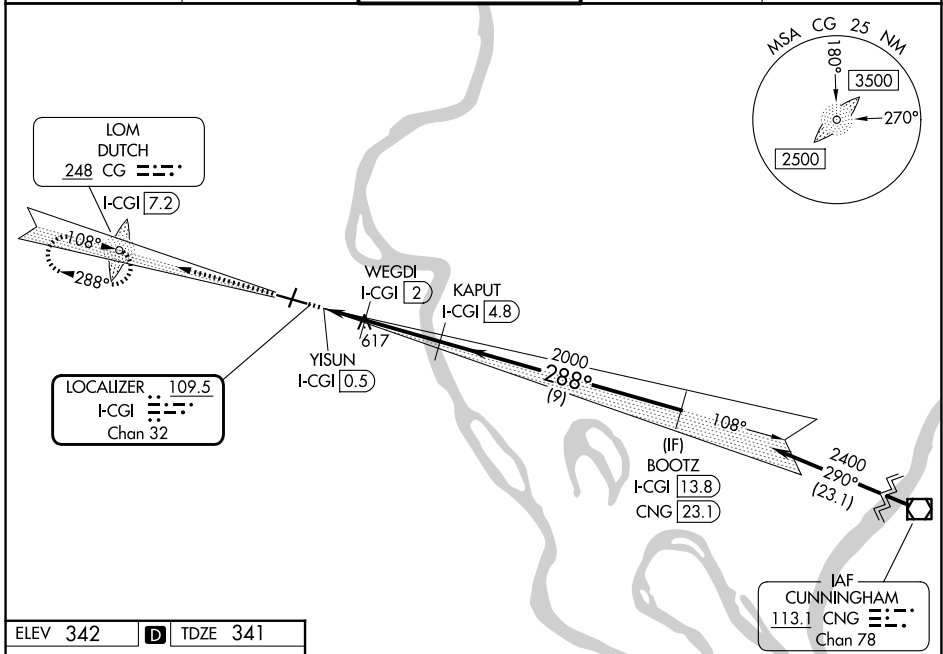 MSA CG 25 NM
180°
3500
270°
2500
LOM
DUTCH
248 CG
I-CGI 7.2
108°
288°
WEGDI
I-CGI 2
KAPUT
I-CGI 4.8
617
YISUN
I-CGI 0.5
LOCALIZER 109.5
I-CGI
Chan 32
2000
288°
(9)
108°
(IF)
BOOTZ
I-CGI 13.8
CNG 23.1
2400
290°
(23.1)
IAF
CUNNINGHAM
113.1 CNG
Chan 78
ELEV 342 D TDZE 341